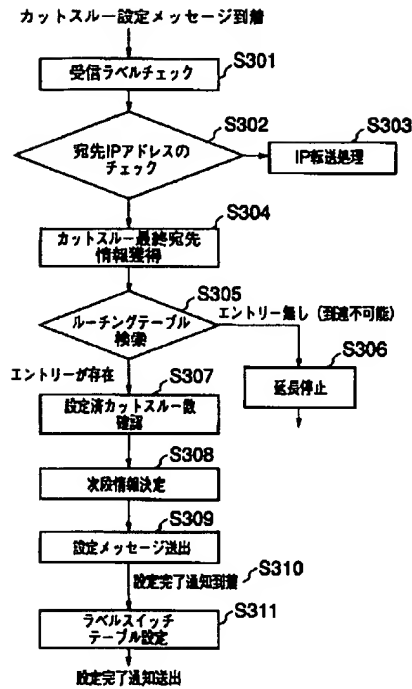 カットスルー設定メッセージ到着
S301
受信ラベルチェック
S302
宛先IPアドレスの
チェック
S303
IP転送処理
S304
カットスルー最終宛先
情報獲得
S305
ルーチングテーブル
検索
エントリー無し（到達不可能）
S306
延長停止
エントリーが存在
S307
設定済カットスルー数
確認
S308
次段情報決定
S309
設定メッセージ送出
設定完了通知到着
S310
S311
ラベルスイッチ
テーブル設定
設定完了通知送出